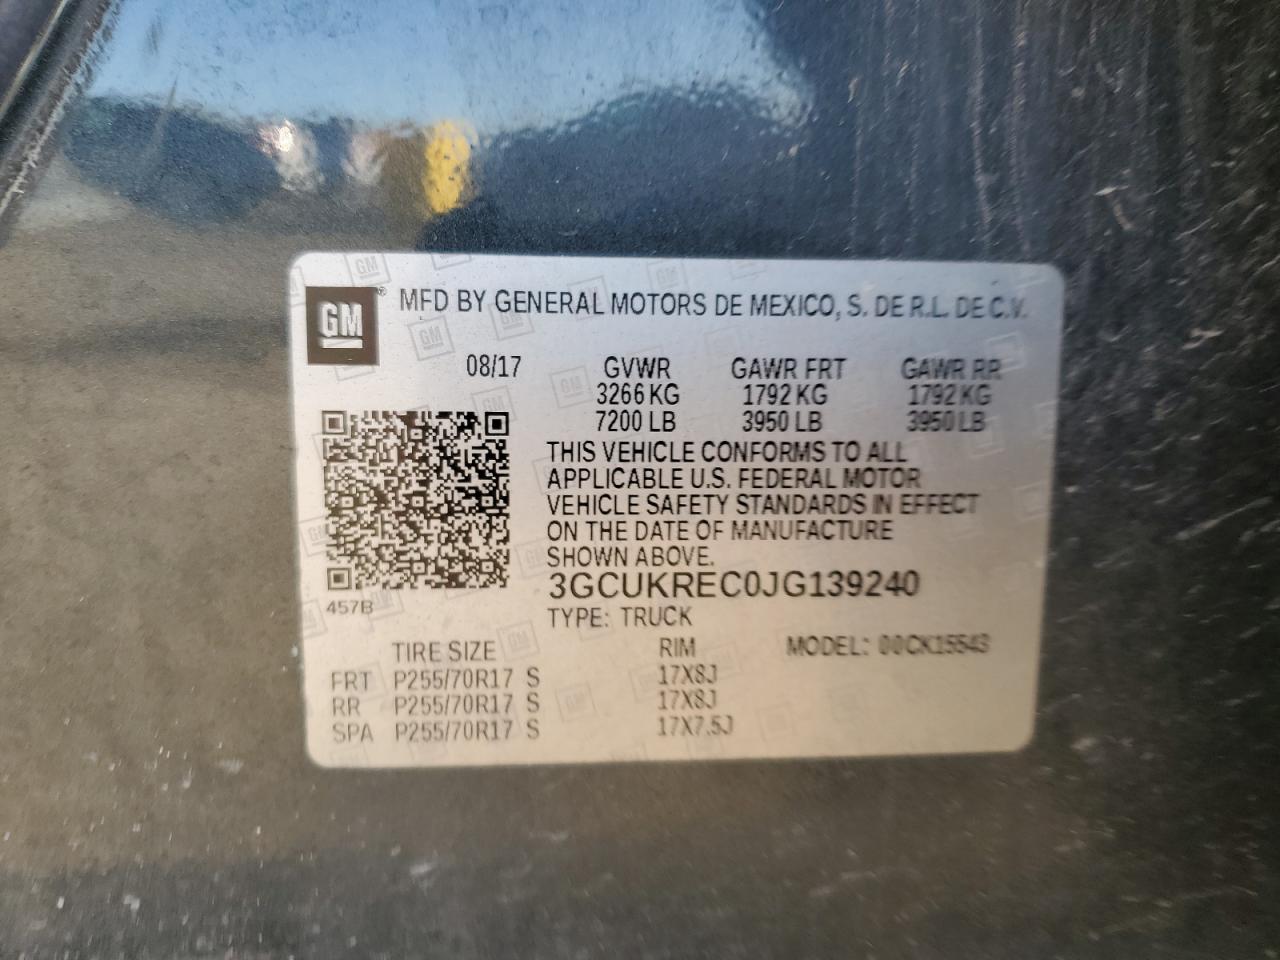 GM
MFD BY GENERAL MOTORS DE MEXICO, S. DE R.L. DE C.V.
08/17 GVWR GAWR FRT GAWR RR
3266 KG 1792 KG 1792 KG
7200 LB 3950 LB 3950 LB
THIS VEHICLE CONFORMS TO ALL
APPLICABLE U.S. FEDERAL MOTOR
VEHICLE SAFETY STANDARDS IN EFFECT
ON THE DATE OF MANUFACTURE
SHOWN ABOVE.
3GCUKREC0JG139240
457B
TYPE: TRUCK
TIRE SIZE RIM MODEL: 00CK15543
FRT P255/70R17 S 17X8J
RR P255/70R17 S 17X8J
SPA P255/70R17 S 17X7.5J